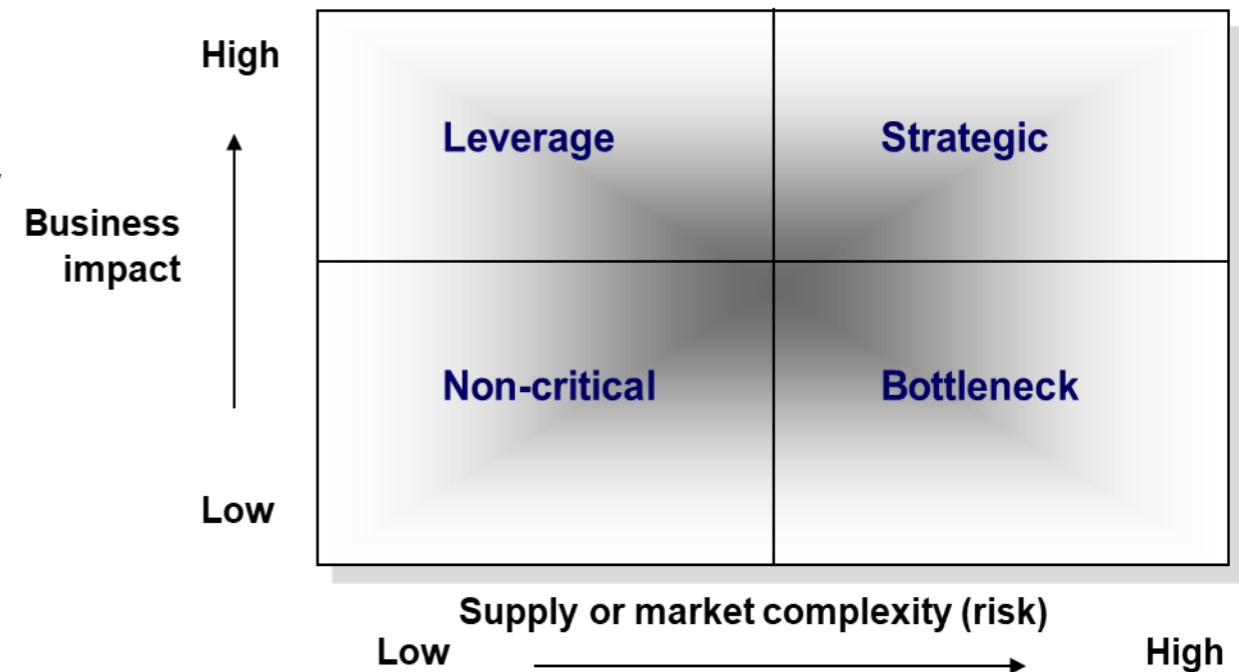 High
Leverage
Strategic
Business
impact
Non-critical
Bottleneck
Low
Supply or market complexity (risk)
Low
High